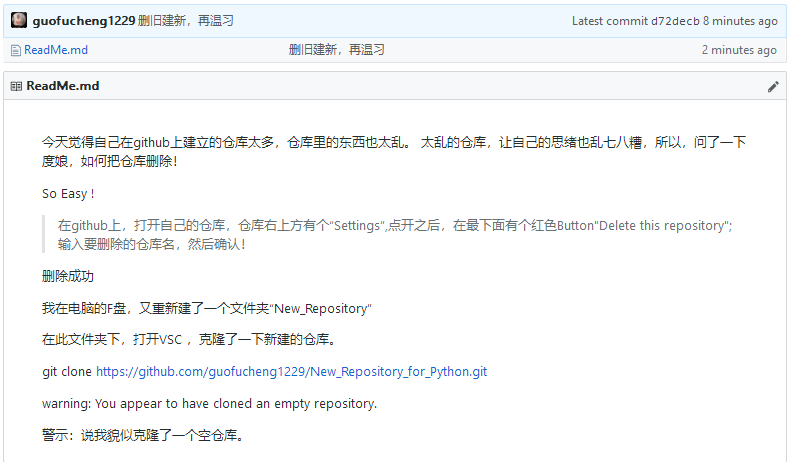 guofucheng1229 删旧建新，再温习 Latest commit d72decb 8 minutes ago
ReadMe.md 删旧建新，再温习 2 minutes ago
ReadMe.md
今天觉得自己在github上建立的仓库太多，仓库里的东西也太乱。 太乱的仓库，让自己的思绪也乱七八糟，所以，问了一下
度娘，如何把仓库删除！
So Easy !
在github上，打开自己的仓库，仓库右上方有个"Settings",点开之后，在最下面有个红色Button"Delete this repository";
输入要删除的仓库名，然后确认！
删除成功
我在电脑的F盘，又重新建了一个文件夹"New_Repository"
在此文件夹下，打开VSC ，克隆了一下新建的仓库。
git clone https://github.com/guofucheng1229/New_Repository_for_Python.git
warning: You appear to have cloned an empty repository.
警示：说我貌似克隆了一个空仓库。